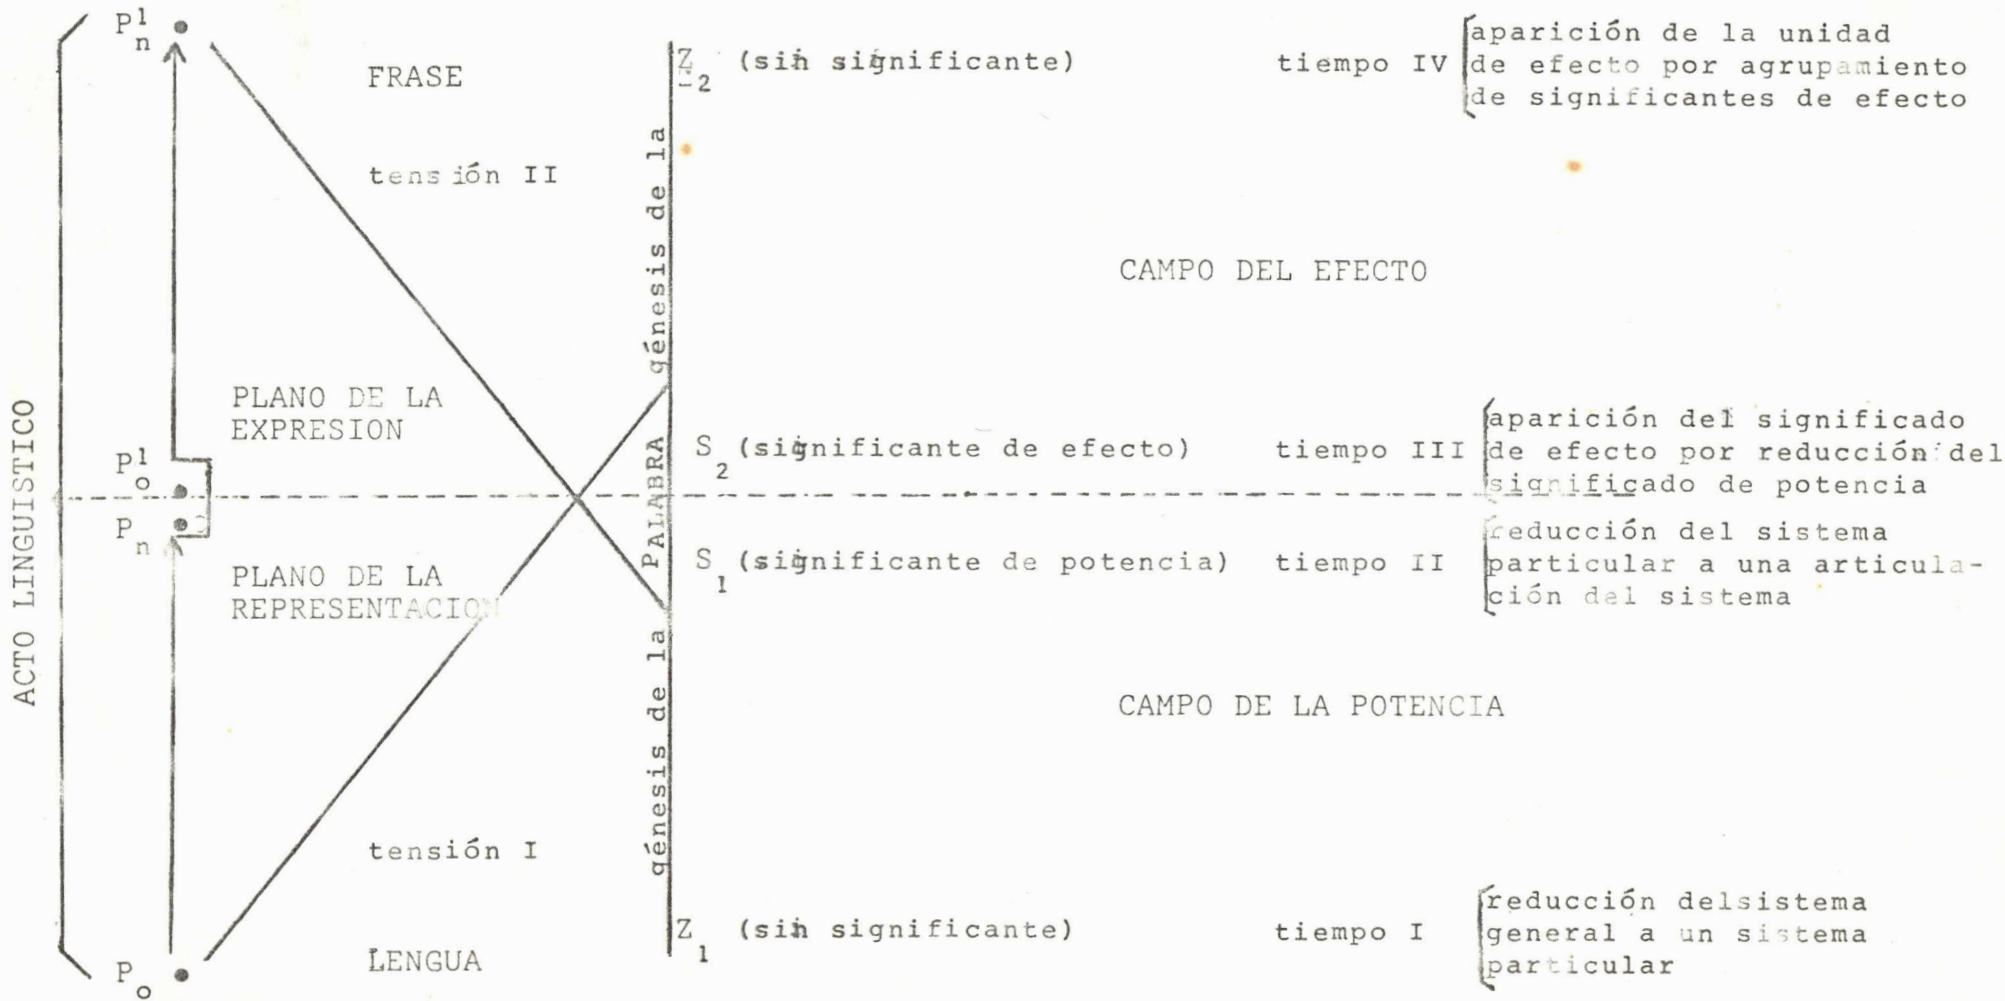 ACTO LINGUISTICO
P¹n
FRASE
tensión II
PLANO DE LA
EXPRESION
P¹o
Pn
PLANO DE LA
REPRESENTACION
tensión I
LENGUA
Po
génesis de la PALABRA
génesis de la
Z2 (sin significante)
tiempo IV
aparición de la unidad
de efecto por agrupamiento
de significantes de efecto
CAMPO DEL EFECTO
S2 (significante de efecto)
tiempo III
aparición del significado
de efecto por reducción del
significado de potencia
S1 (significante de potencia)
tiempo II
reducción del sistema
particular a una articula-
ción del sistema
CAMPO DE LA POTENCIA
Z1 (sin significante)
tiempo I
reducción delsistema
general a un sistema
particular